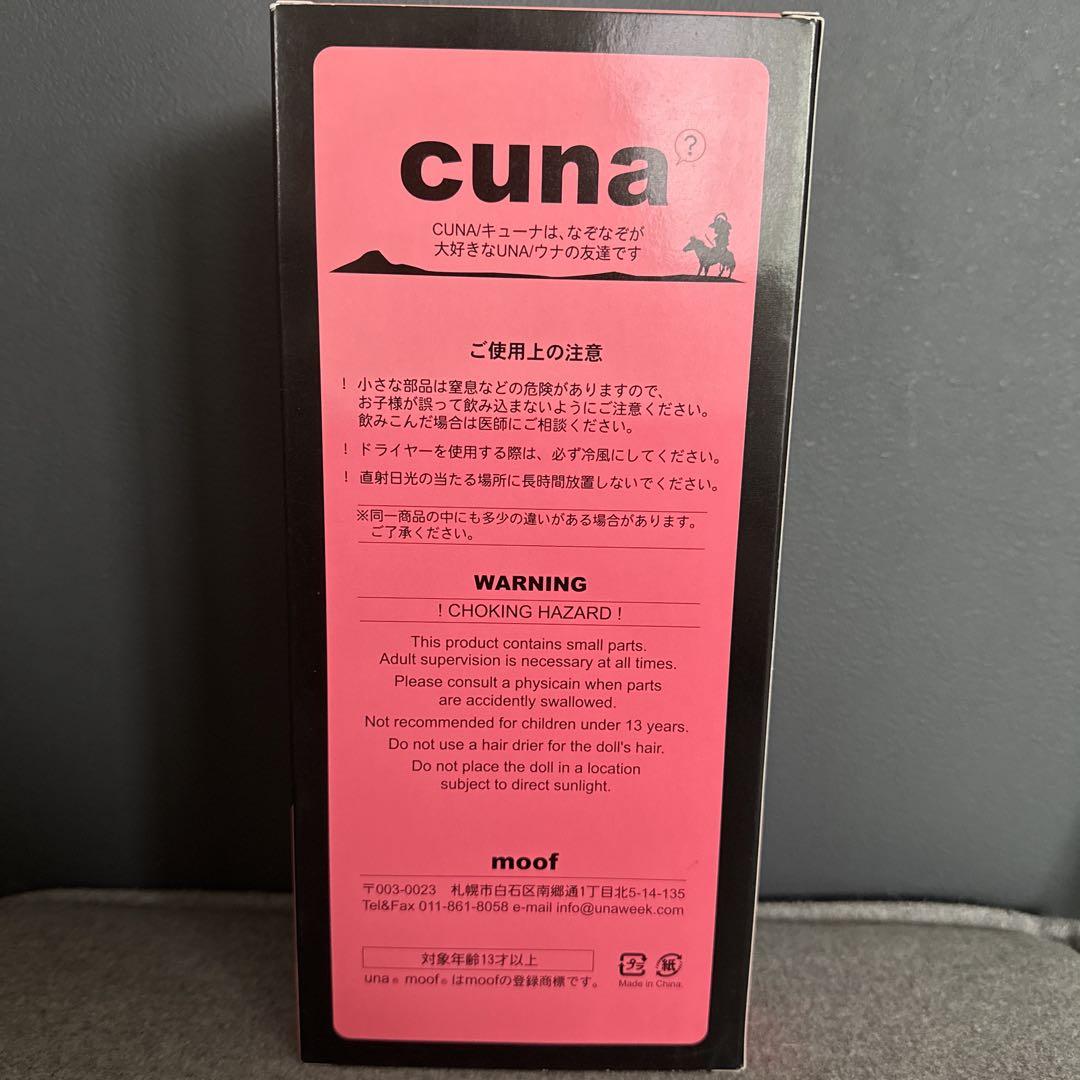 cuna
?
CUNA/キューナは、なぞなぞが
大好きなUNA/ウナの友達です
ご使用上の注意
! 小さな部品は窒息などの危険がありますので、
お子様が誤って飲み込まないようにご注意ください。
飲みこんだ場合は医師にご相談ください。
! ドライヤーを使用する際は、必ず冷風にしてください。
! 直射日光の当たる場所に長時間放置しないでください。
※同一商品の中にも多少の違いがある場合があります。
ご了承ください。
WARNING
! CHOKING HAZARD !
This product contains small parts.
Adult supervision is necessary at all times.
Please consult a physicain when parts
are accidently swallowed.
Not recommended for children under 13 years.
Do not use a hair drier for the doll's hair.
Do not place the doll in a location
subject to direct sunlight.
moof
〒003-0023 札幌市白石区南郷通1丁目北5-14-135
Tel&Fax 011-861-8058 e-mail info@unaweek.com
対象年齢13才以上
una® moof®はmoofの登録商標です。
プラ 紙
Made in China.